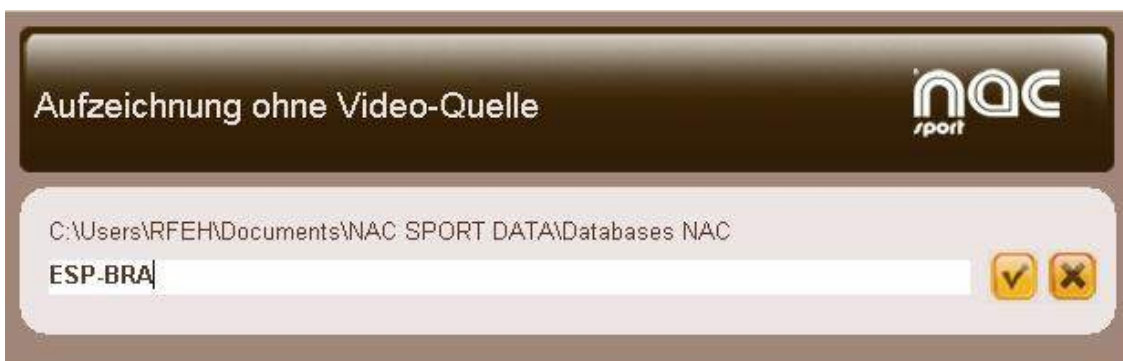 Aufzeichnung ohne Video-Quelle
nac
sport
C:\Users\RFEH\Documents\NAC SPORT DATA\Databases NAC
ESP-BRA